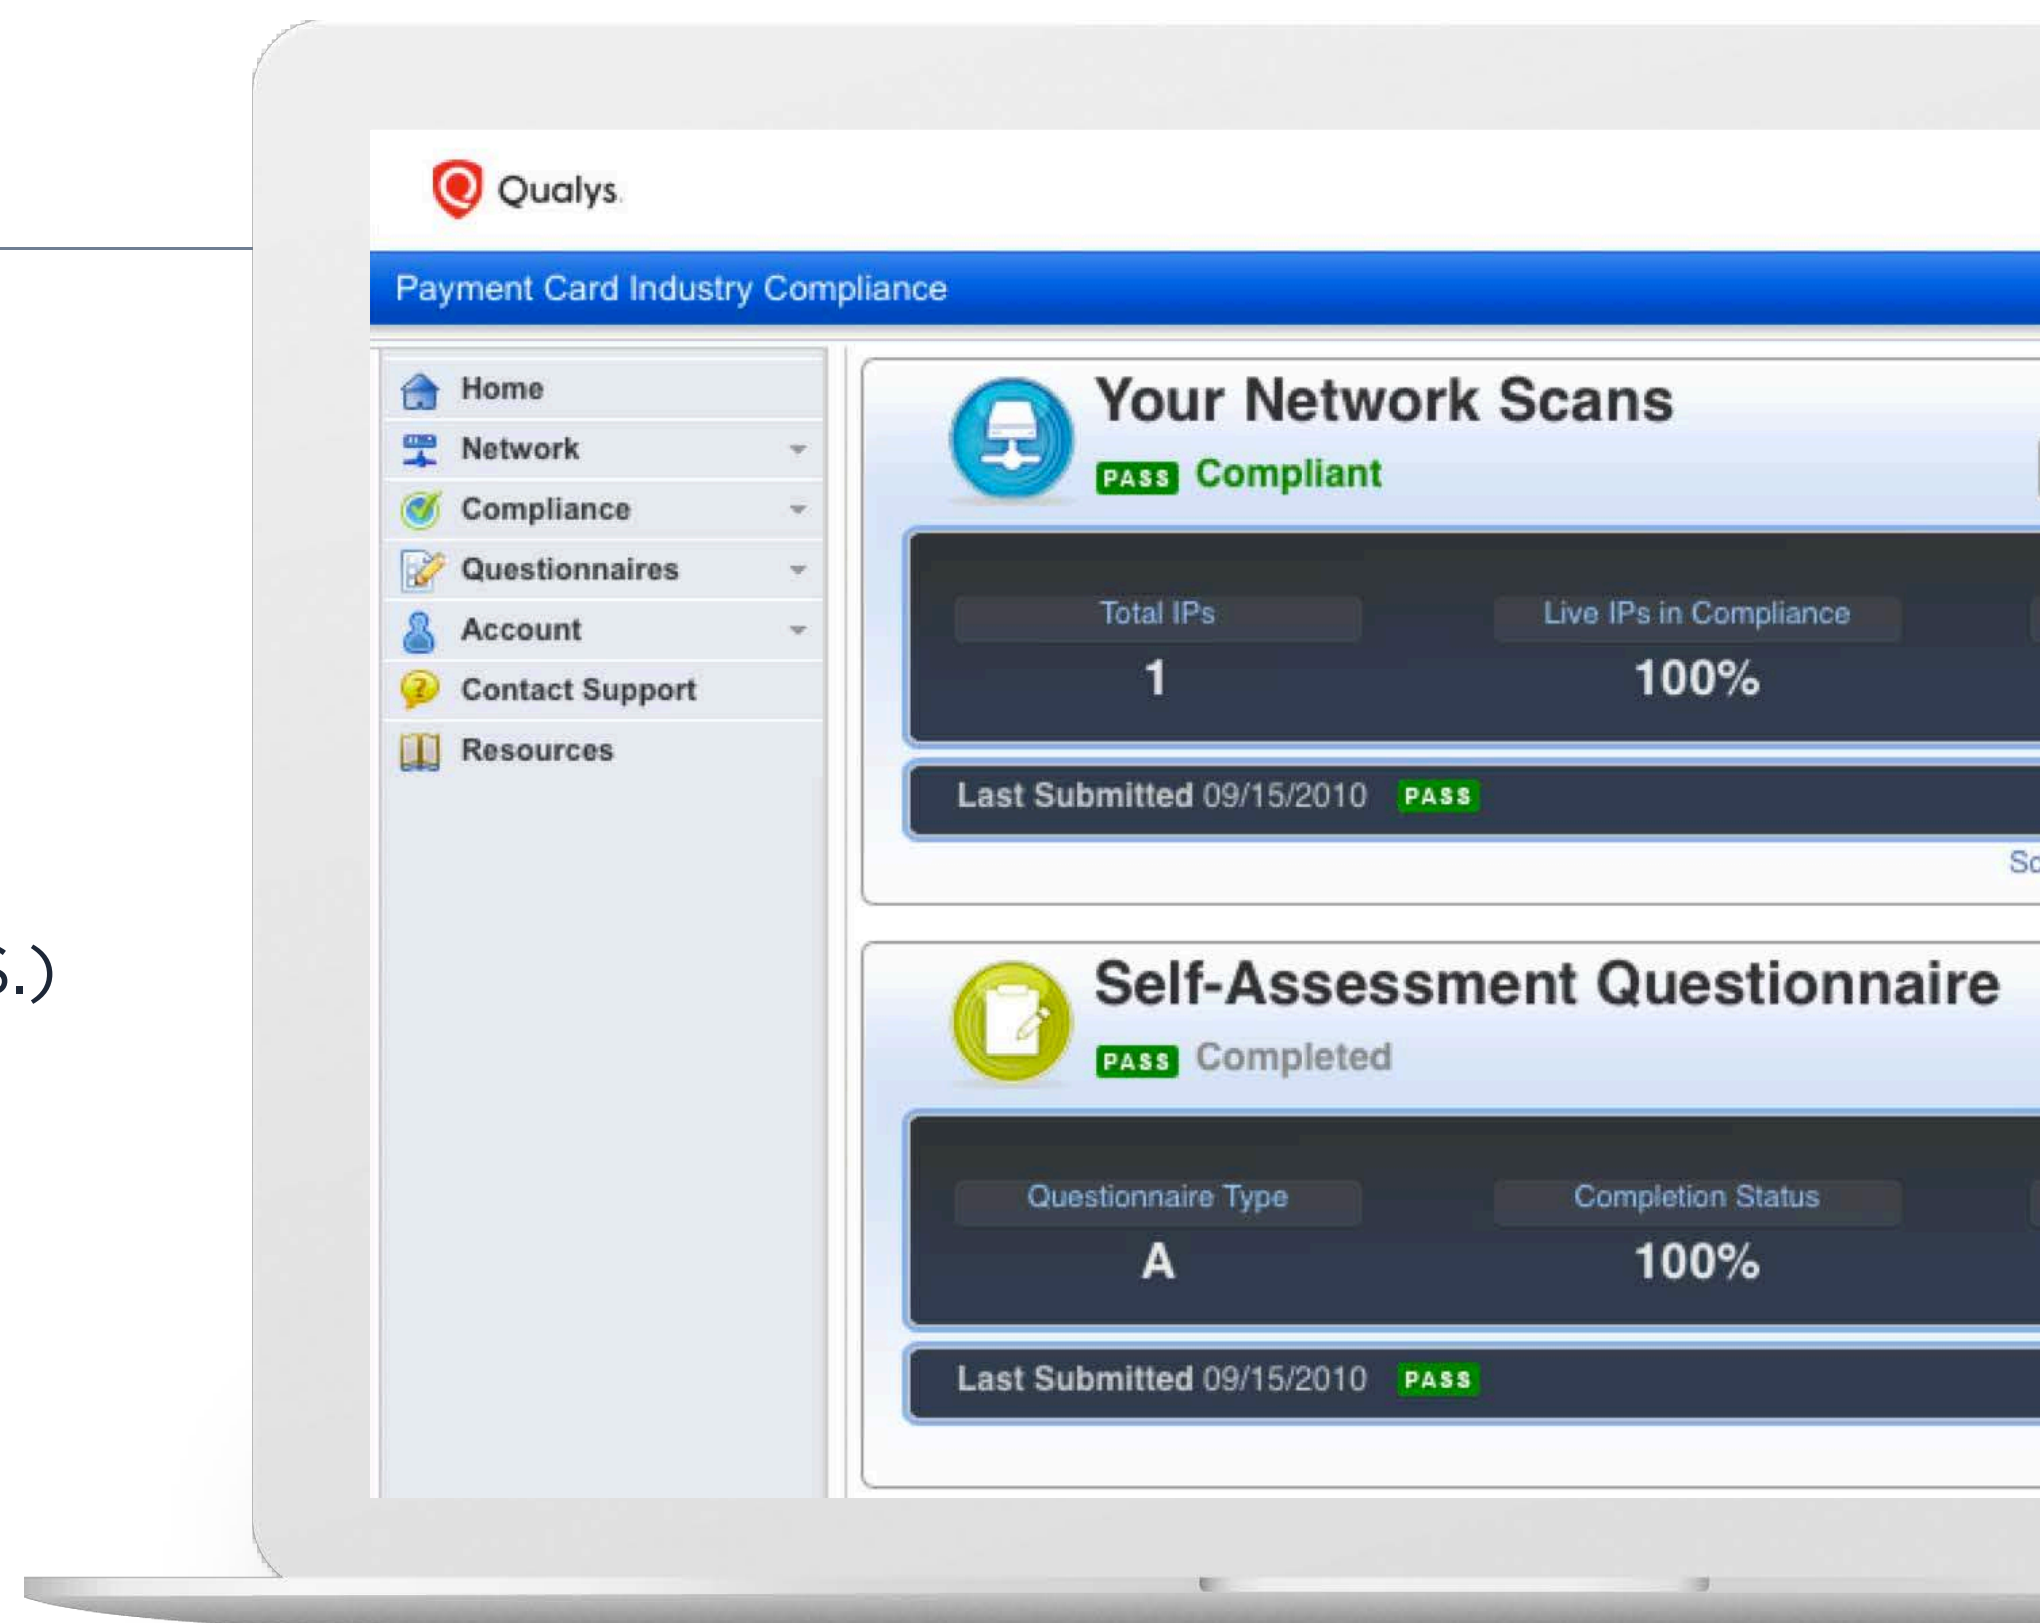 Qualys.
Payment Card Industry Compliance
Home
Network
Compliance
Questionnaires
Account
Contact Support
Resources
Your Network Scans
PASS Compliant
Total IPs
Live IPs in Compliance
1
100%
Last Submitted 09/15/2010 PASS
Self-Assessment Questionnaire
PASS Completed
Questionnaire Type
Completion Status
A
100%
Last Submitted 09/15/2010 PASS